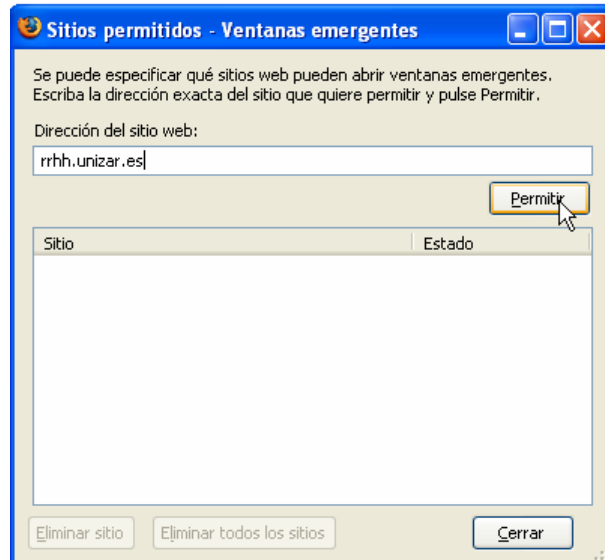 Sitios permitidos - Ventanas emergentes
Se puede especificar qué sitios web pueden abrir ventanas emergentes.
Escriba la dirección exacta del sitio que quiere permitir y pulse Permitir.
Dirección del sitio web:
rrhh.unizar.es
Permitir
Sitio Estado
Eliminar sitio Eliminar todos los sitios Cerrar